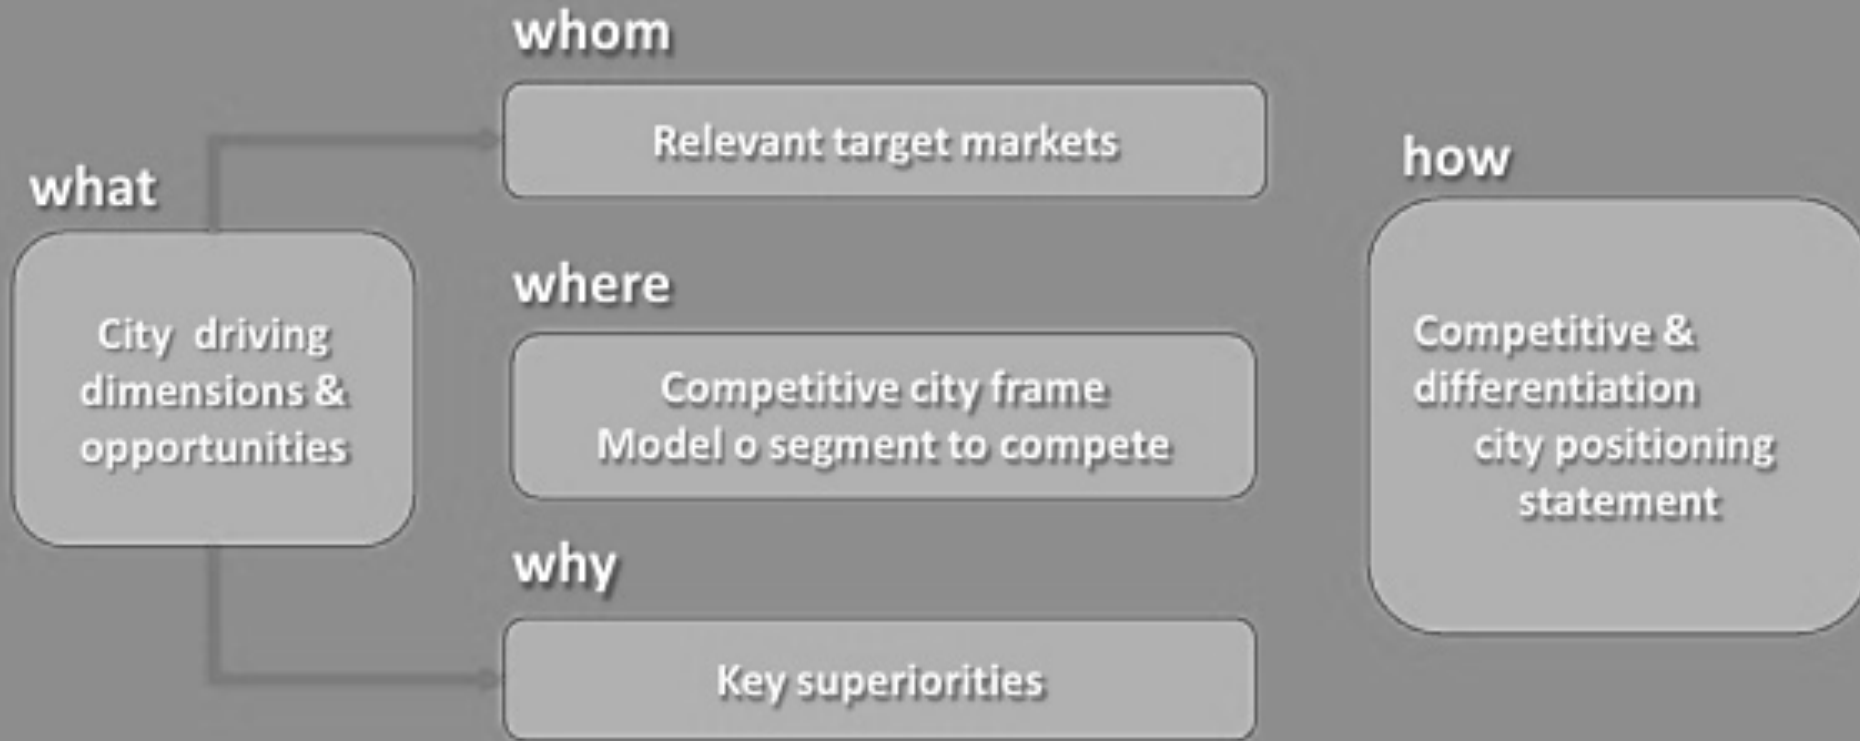 what
City driving
dimensions &
opportunities
whom
Relevant target markets
where
Competitive city frame
Model o segment to compete
why
Key superiorities
how
Competitive &
differentiation
city positioning
statement